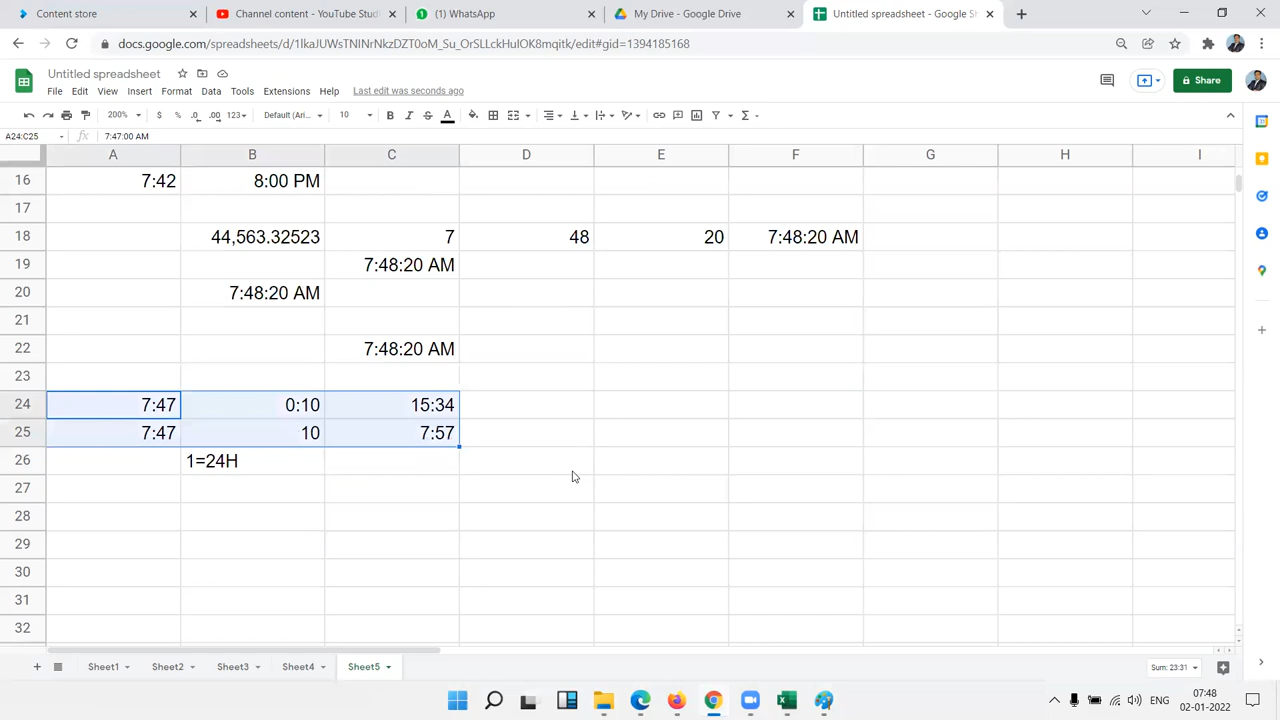 Content store
Channel content - YouTube Stud
(1) WhatsApp
My Drive - Google Drive
Untitled spreadsheet - Google Sh
docs.google.com/spreadsheets/d/1lkaJUWsTNINrNkzDZT0oM_Su_OrSLLckHuIOK9mqitk/edit#gid=1394185168
Untitled spreadsheet
File Edit View Insert Format Data Tools Extensions Help Last edit was seconds ago
Share
200% $ % .0 .00 123 Default (Ari... 10 B I S A
A24:C25 fx 7:47:00 AM
A B C D E F G H I
16 7:42 8:00 PM
17
18 44,563.32523 7 48 20 7:48:20 AM
19 7:48:20 AM
20 7:48:20 AM
21
22 7:48:20 AM
23
24 7:47 0:10 15:34
25 7:47 10 7:57
26 1=24H
27
28
29
30
31
32
Sheet1 Sheet2 Sheet3 Sheet4 Sheet5 Sum: 23:31
ENG 07:48
02-01-2022